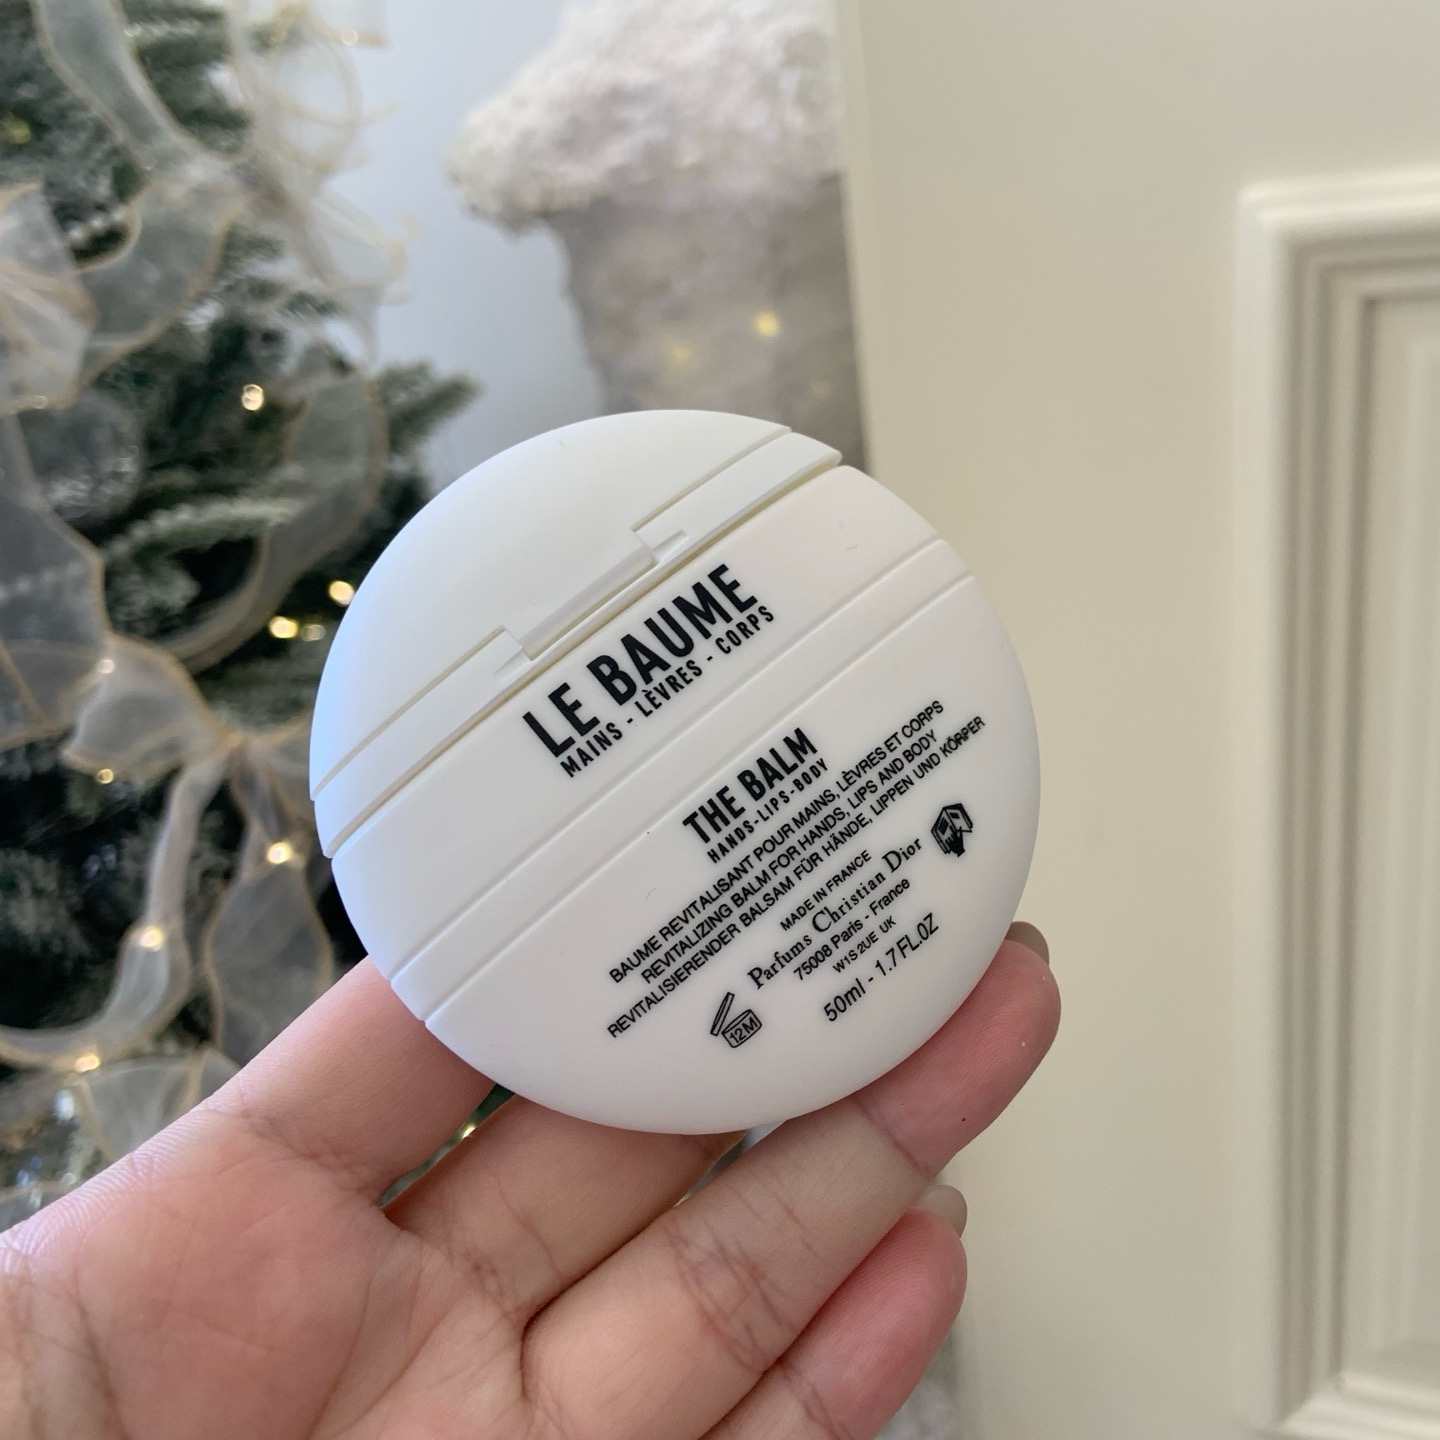 LE BAUME
MAINS - LÈVRES - CORPS
THE BALM
HANDS-LIPS-BODY
BAUME REVITALISANT POUR MAINS, LÈVRES ET CORPS
REVITALIZING BALM FOR HANDS, LIPS AND BODY
REVITALISIERENDER BALSAM FÜR HÄNDE, LIPPEN UND KÖRPER
MADE IN FRANCE
Parfums Christian Dior
75008 Paris - France
W1S 2UE UK
50ml - 1.7 FL.OZ
12M